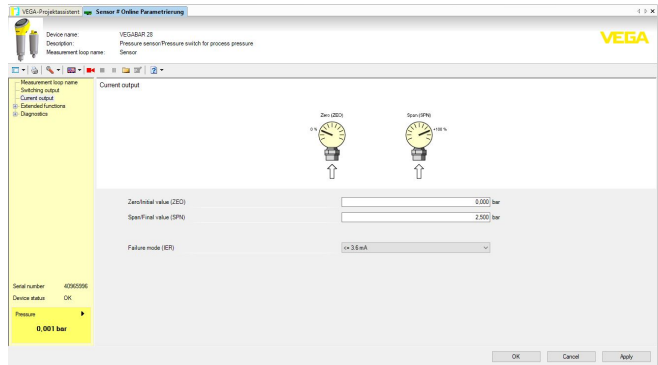 VEGA-Projektassistent
Sensor # Online Parametrierung
Device name: VEGABAR 28
Description: Pressure sensor/Pressure switch for process pressure
Measurement loop name: Sensor
VEGA
Measurement loop name
Switching output
Current output
Extended functions
Diagnostics
Current output
Zero (ZEO)
Span (SPN)
0 %
+100 %
Zero/Initial value (ZEO) 0,000 bar
Span/Final value (SPN) 2,500 bar
Failure mode (IER) <= 3.6 mA
Serial number 40965996
Device status OK
Pressure
0,001 bar
OK Cancel Apply